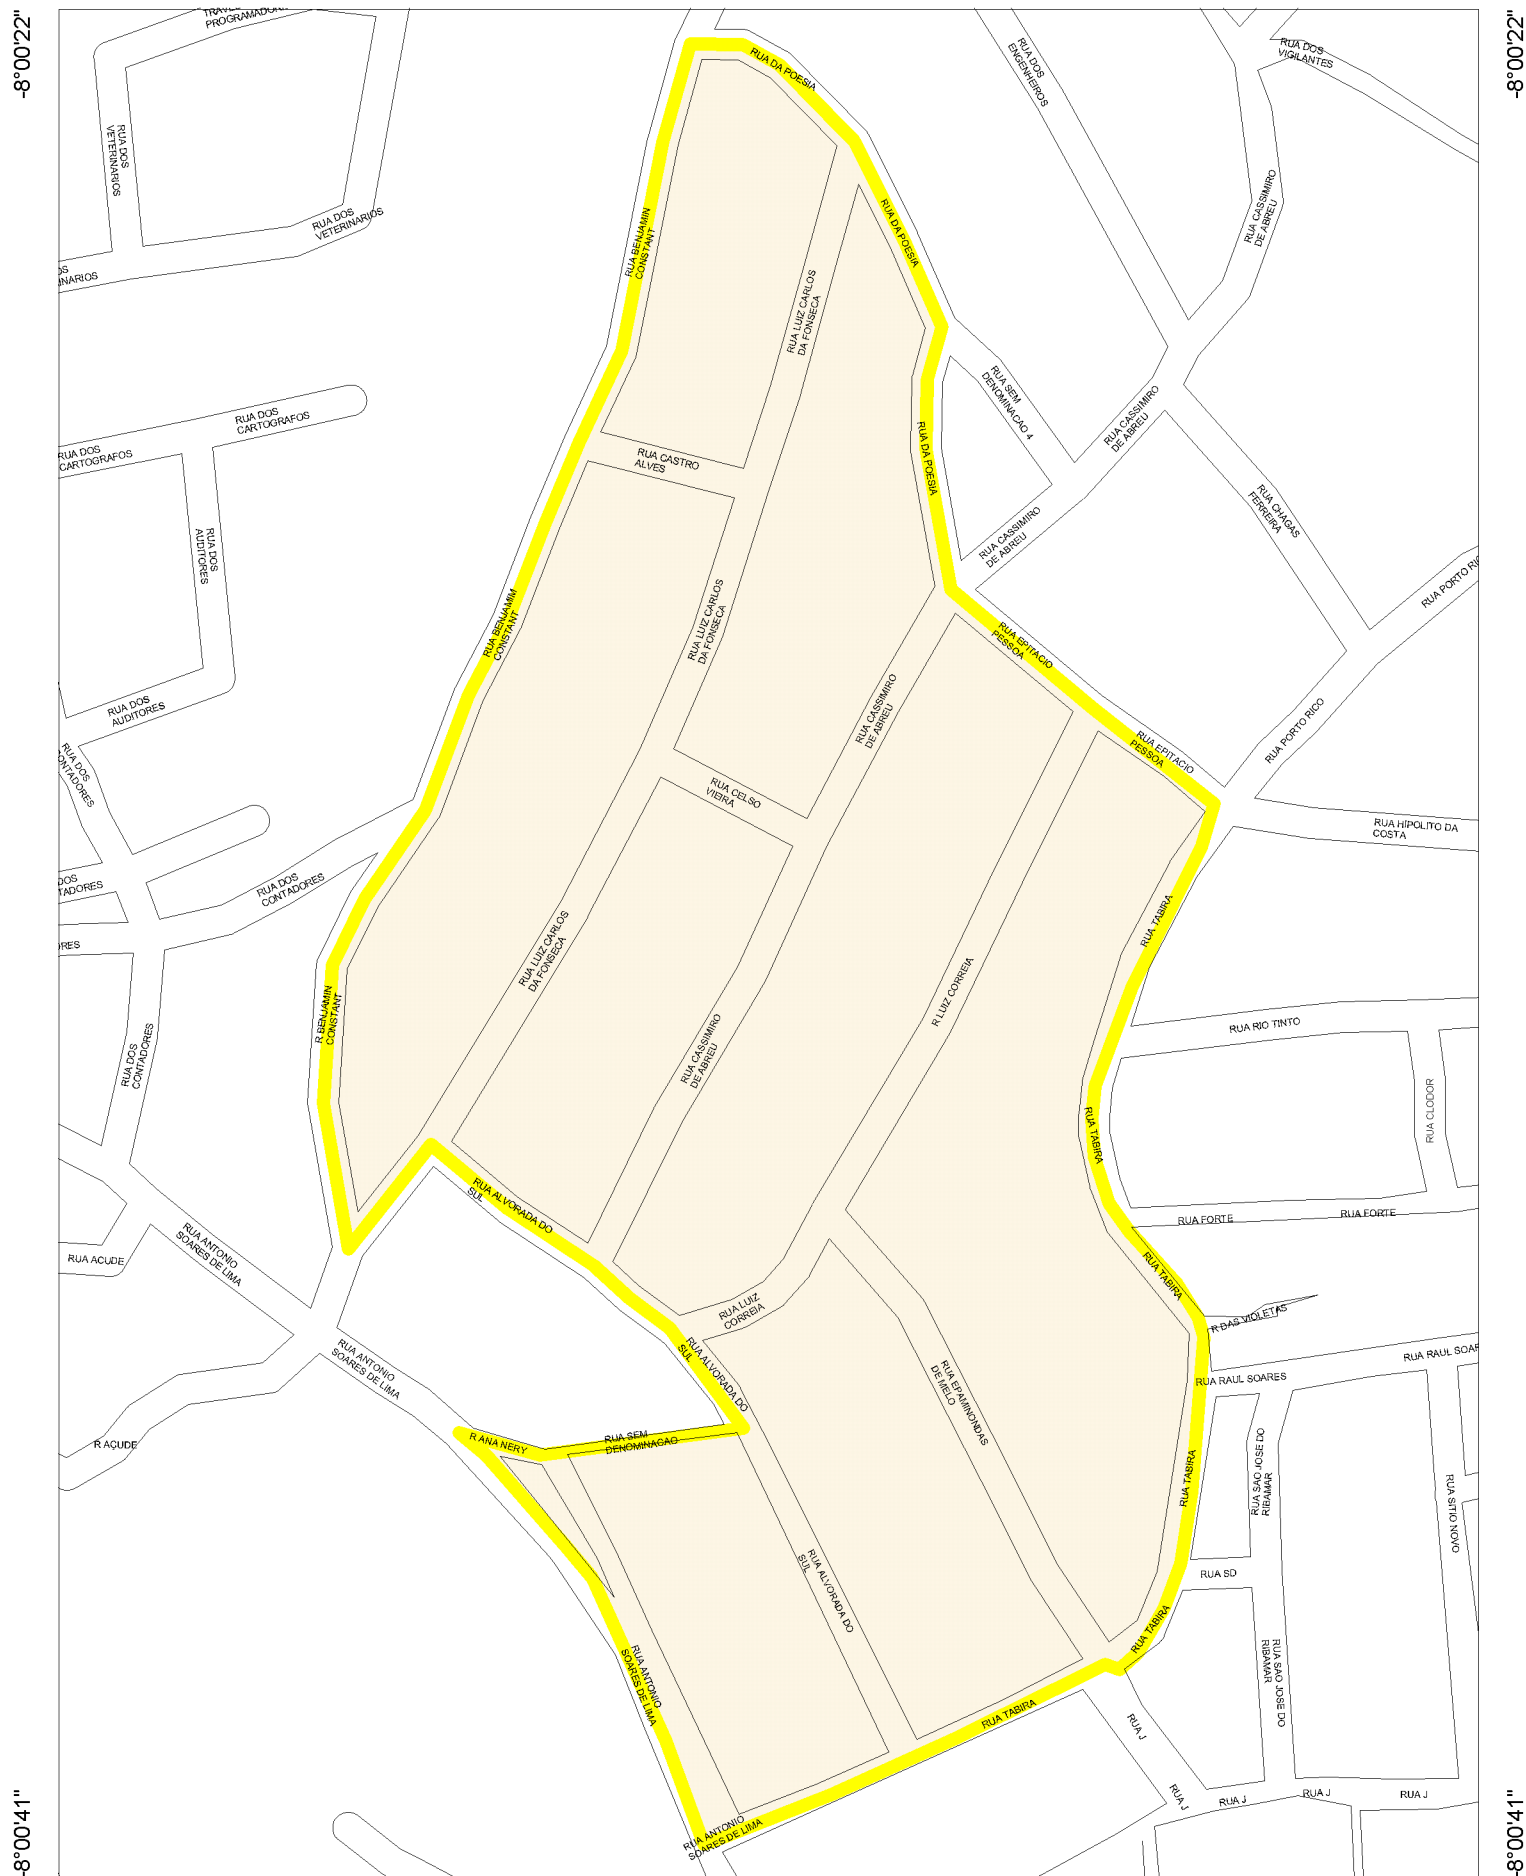 -8°00'22"
-8°00'22"
PROGRAMADOR
RUA DA POESIA
RUA DOS
ENGENHEIROS
RUA DOS
VIGILANTES
RUA DOS
VETERINARIOS
RUA DOS
VETERINARIOS
RUA BENJAMIN
CONSTANT
RUA DA POESIA
RUA CASSIMIRO
DE ABREU
RUA LUIZ CARLOS
DA FONSECA
RUA DOS
CARTOGRAFOS
RUA DOS
CARTOGRAFOS
RUA SEM
DENOMINACAO 4
RUA CASSIMIRO
DE ABREU
RUA CASTRO
ALVES
RUA DA POESIA
RUA DOS
AUDITORES
RUA CASSIMIRO
DE ABREU
RUA CHAGAS
FERREIRA
RUA PORTO RIC
RUA BENJAMIM
CONSTANT
RUA LUIZ CARLOS
DA FONSECA
RUA EPITACIO
PESSOA
RUA DOS
AUDITORES
RUA CASSIMIRO
DE ABREU
RUA EPITACIO
PESSOA
RUA PORTO RICO
RUA DOS
ONTADORES
RUA CELSO
VIEIRA
RUA HIPOLITO DA
COSTA
RUA DOS
CONTADORES
DOS
TADORES
RUA LUIZ CARLOS
DA FONSECA
RUA TABIRA
RES
R LUIZ CORREIA
R BENJAMIN
CONSTANT
RUA RIO TINTO
RUA DOS
CONTADORES
RUA CASSIMIRO
DE ABREU
RUA CLODOR
RUA TABIRA
RUA ALVORADA DO
SUL
RUA FORTE
RUA FORTE
RUA ACUDE
RUA ANTONIO
SOARES DE LIMA
RUA TABIRA
RUA LUIZ
CORREIA
R DAS VIOLETAS
RUA ANTONIO
SOARES DE LIMA
RUA ALVORADA DO
SUL
RUA RAUL SOAR
RUA RAUL SOARES
RUA EPAMINONDAS
DE MELO
R AÇUDE
R ANA NERY
RUA SEM
DENOMINACAO
RUA TABIRA
RUA SAO JOSE DO
RIBAMAR
RUA SITIO NOVO
RUA ALVORADA DO
SUL
RUA SD
RUA TABIRA
RUA ANTONIO
SOARES DE LIMA
RUA SAO JOSE DO
RIBAMAR
RUA TABIRA
RUA J
RUA J
RUA J
RUA J
RUA J
RUA ANTONIO
SOARES DE LIMA
-8°00'41"
-8°00'41"